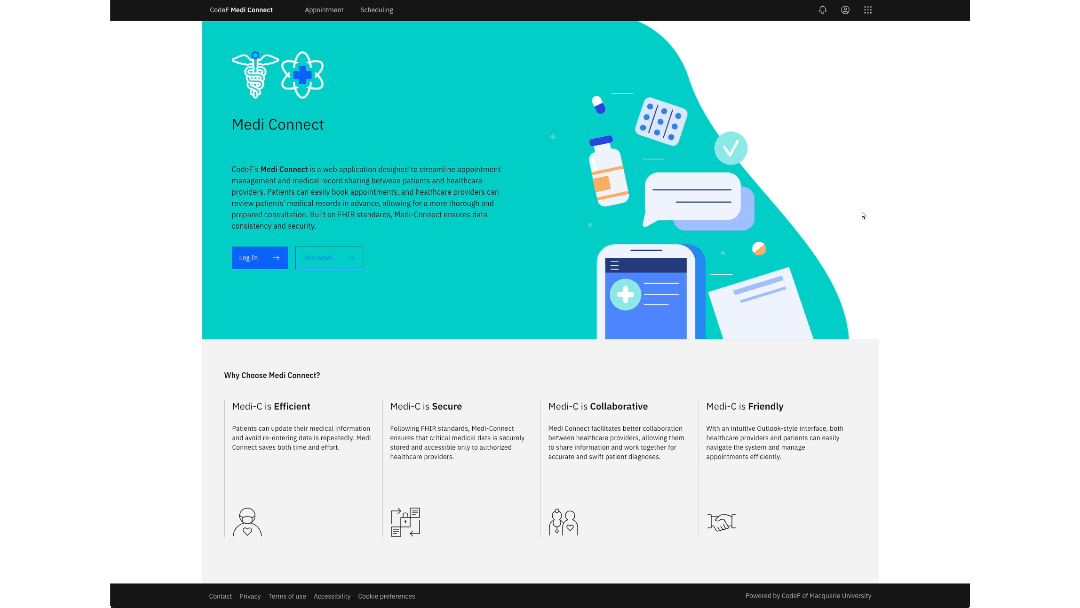 CodeF Medi Connect Appointment Scheduling
Medi Connect
CodeF's Medi Connect is a web application designed to streamline appointment
management and medical record sharing between patients and healthcare
providers. Patients can easily book appointments, and healthcare providers can
review patients' medical records in advance, allowing for a more thorough and
prepared consultation. Built on FHIR standards, Medi-Connect ensures data
consistency and security.
Log In
Join Now
Why Choose Medi Connect?
Medi-C is Efficient
Patients can update their medical information
and avoid re-entering data is repeatedly. Medi
Connect saves both time and effort.
Medi-C is Secure
Following FHIR standards, Medi-Connect
ensures that critical medical data is securely
stored and accessible only to authorized
healthcare providers.
Medi-C is Collaborative
Medi Connect facilitates better collaboration
between healthcare providers, allowing them
to share information and work together for
accurate and swift patient diagnoses.
Medi-C is Friendly
With an intuitive Outlook-style interface, both
healthcare providers and patients can easily
navigate the system and manage
appointments efficiently.
Contact Privacy Terms of use Accessibility Cookie preferences
Powered by CodeF of Macquarie University